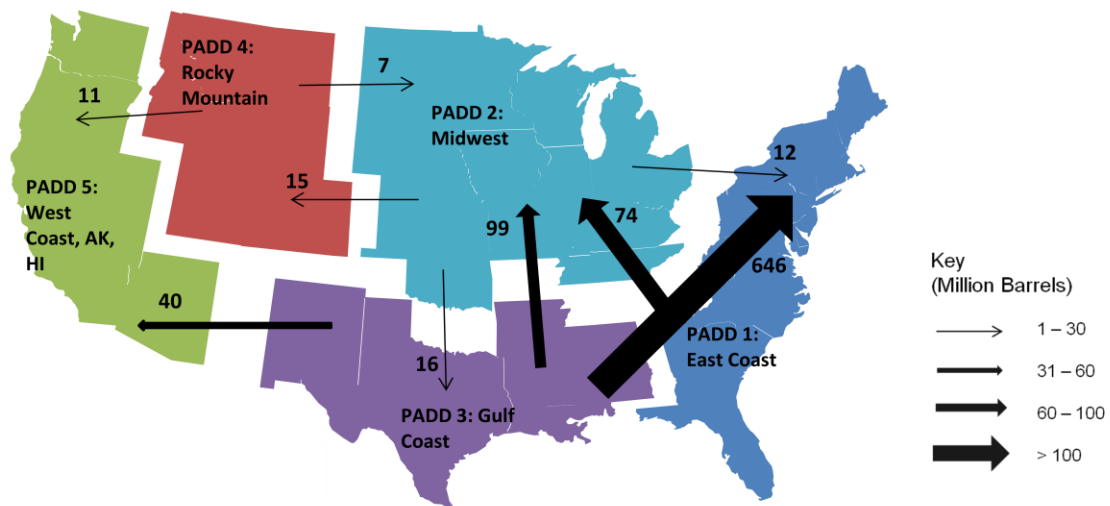 PADD 4:
Rocky
Mountain
7
11
PADD 2:
Midwest
12
PADD 5:
West
Coast, AK,
HI
15
99
74
646
Key
(Million Barrels)
1 – 30
31 – 60
60 – 100
> 100
40
PADD 1:
East Coast
16
PADD 3: Gulf
Coast